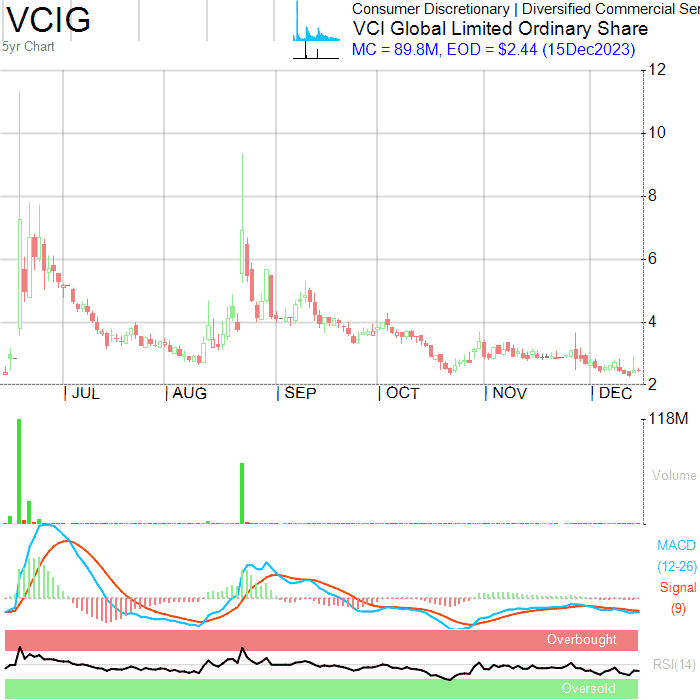 VCIG
5yr Chart
Consumer Discretionary | Diversified Commercial Ser
VCI Global Limited Ordinary Share
MC = 89.8M, EOD = $2.44 (15Dec2023)
12
10
8
6
4
2
JUL AUG SEP OCT NOV DEC
118M
Volume
MACD
(12-26)
Signal
(9)
Overbought
RSI(14)
Oversold